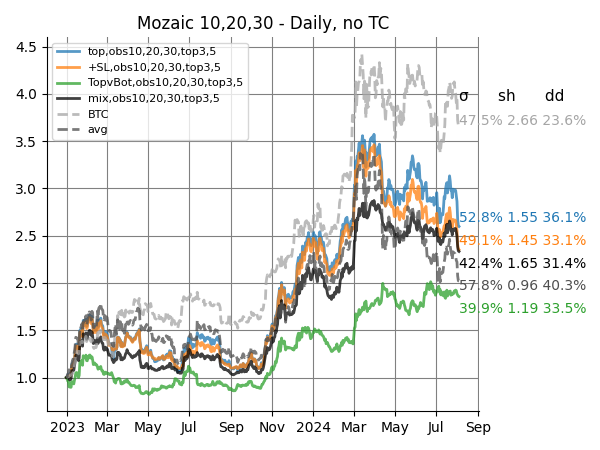 Mozaic 10,20,30 - Daily, no TC
4.5
4.0
3.5
3.0
2.5
2.0
1.5
1.0
top,obs10,20,30,top3,5
+SL,obs10,20,30,top3,5
TopvBot,obs10,20,30,top3,5
mix,obs10,20,30,top3,5
BTC
avg
σ sh dd
47.5% 2.66 23.6%
52.8% 1.55 36.1%
49.1% 1.45 33.1%
42.4% 1.65 31.4%
57.8% 0.96 40.3%
39.9% 1.19 33.5%
2023 Mar May Jul Sep Nov 2024 Mar May Jul Sep